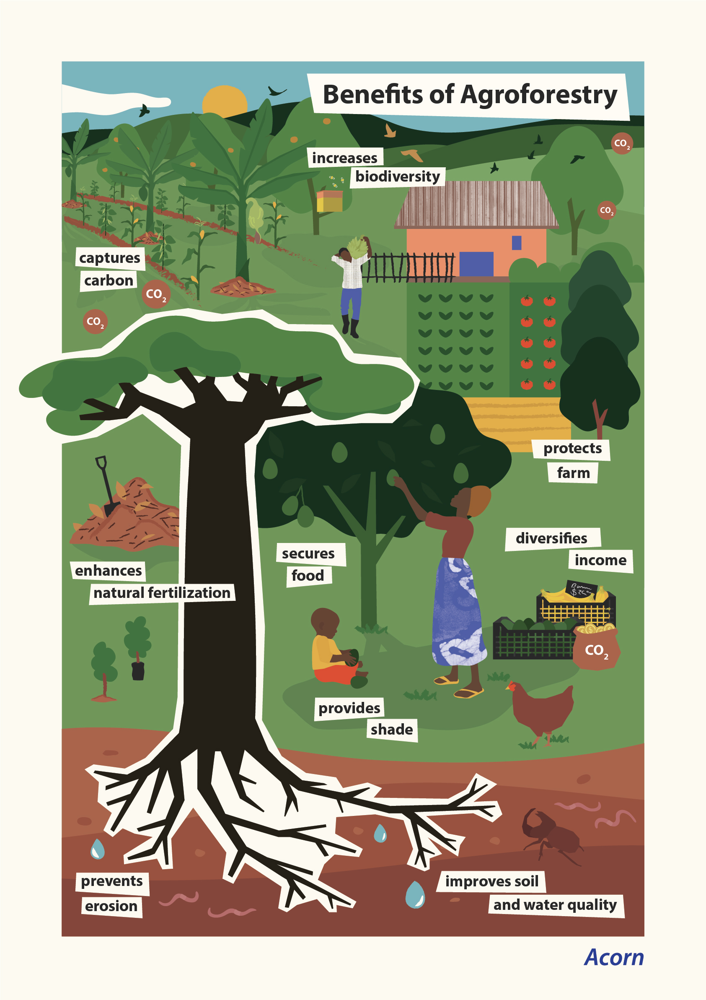 Benefits of Agroforestry
CO₂
increases
biodiversity
CO₂
captures
carbon
CO₂
CO₂
protects
farm
diversifies
income
secures
food
enhances
natural fertilization
CO₂
provides
shade
prevents
erosion
improves soil
and water quality
Acorn